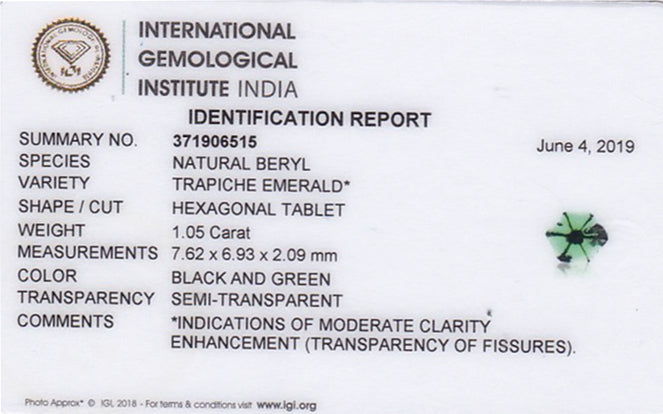 INTERNATIONAL
GEMOLOGICAL
INSTITUTE INDIA
IDENTIFICATION REPORT
SUMMARY NO. 371906515
June 4, 2019
SPECIES NATURAL BERYL
VARIETY TRAPICHE EMERALD*
SHAPE / CUT HEXAGONAL TABLET
WEIGHT 1.05 Carat
MEASUREMENTS 7.62 x 6.93 x 2.09 mm
COLOR BLACK AND GREEN
TRANSPARENCY SEMI-TRANSPARENT
COMMENTS *INDICATIONS OF MODERATE CLARITY
ENHANCEMENT (TRANSPARENCY OF FISSURES).
Photo Approx* © IGI, 2018 - For terms & conditions visit www.igi.org